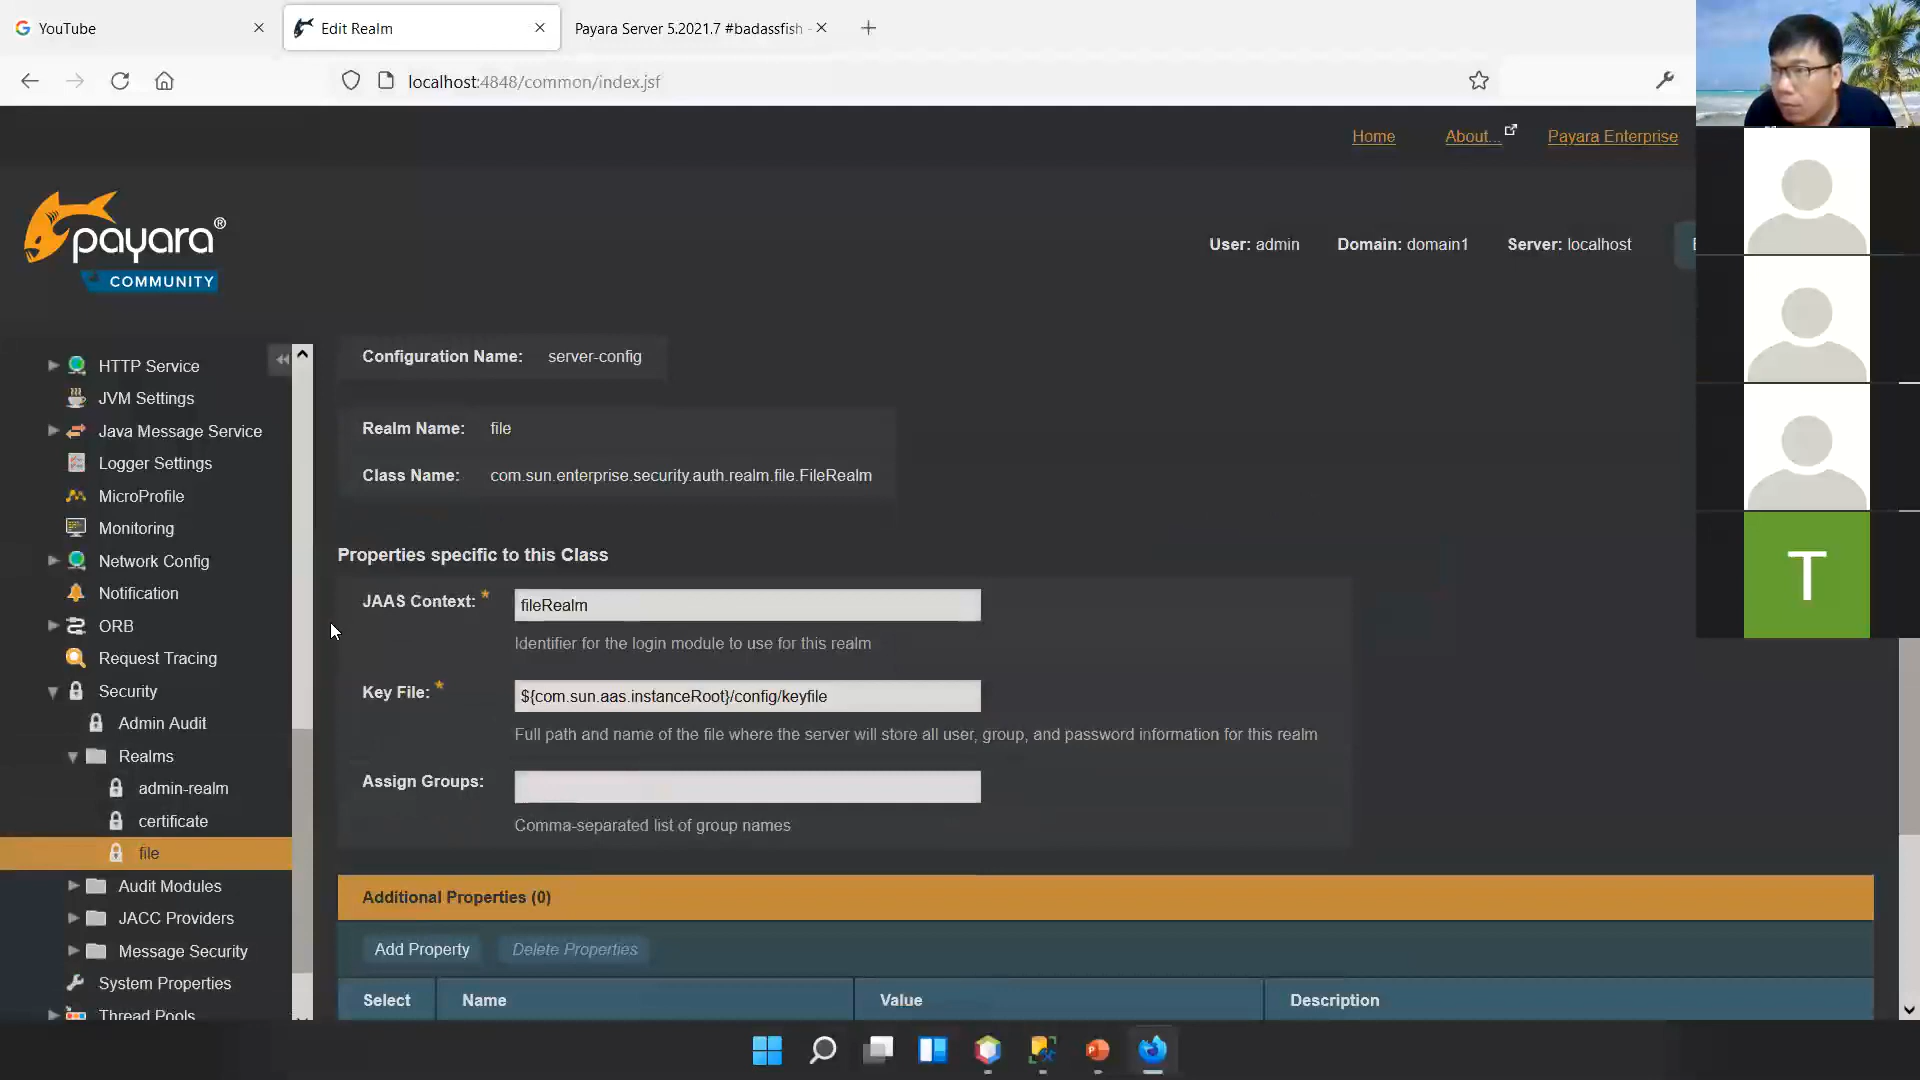 YouTube
Edit Realm
Payara Server 5.2021.7 #badassfish -
localhost:4848/common/index.jsf
Home
About...
Payara Enterprise
payara®
COMMUNITY
User: admin
Domain: domain1
Server: localhost
HTTP Service
JVM Settings
Java Message Service
Logger Settings
MicroProfile
Monitoring
Network Config
Notification
ORB
Request Tracing
Security
Admin Audit
Realms
admin-realm
certificate
file
Audit Modules
JACC Providers
Message Security
System Properties
Thread Pools
Configuration Name: server-config
Realm Name: file
Class Name: com.sun.enterprise.security.auth.realm.file.FileRealm
Properties specific to this Class
JAAS Context: * fileRealm
Identifier for the login module to use for this realm
Key File: * ${com.sun.aas.instanceRoot}/config/keyfile
Full path and name of the file where the server will store all user, group, and password information for this realm
Assign Groups:
Comma-separated list of group names
Additional Properties (0)
Add Property
Delete Properties
Select
Name
Value
Description
T